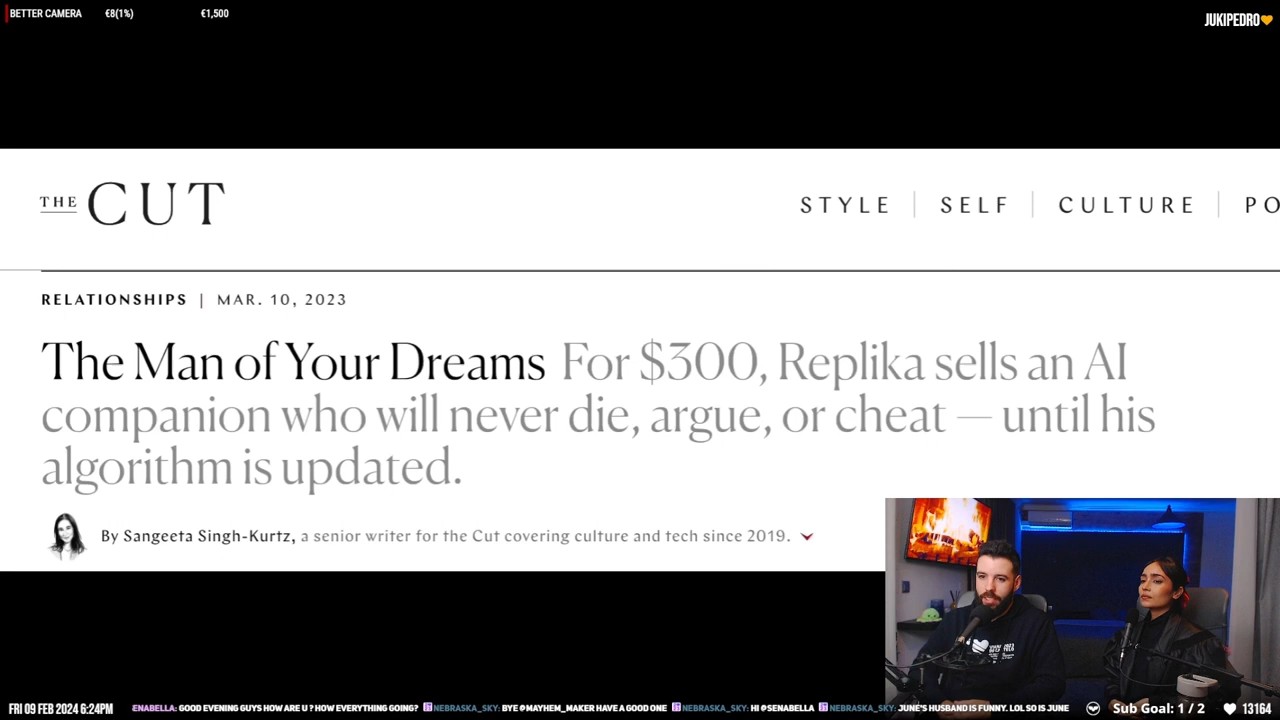 BETTER CAMERA €8(1%) €1,500
JUKIPEDRO🧡
THE CUT
STYLE | SELF | CULTURE | PO
RELATIONSHIPS | MAR. 10, 2023
The Man of Your Dreams For $300, Replika sells an AI
companion who will never die, argue, or cheat — until his
algorithm is updated.
By Sangeeta Singh-Kurtz, a senior writer for the Cut covering culture and tech since 2019.
FRI 09 FEB 2024 6:24PM
ENABELLA: GOOD EVENING GUYS HOW ARE U ? HOW EVERYTHING GOING? NEBRASKA_SKY: BYE @MAYHEM_MAKER HAVE A GOOD ONE NEBRASKA_SKY: HI @SENABELLA NEBRASKA_SKY: JUNE'S HUSBAND IS FUNNY. LOL SO IS JUNE
Sub Goal: 1 / 2
13164